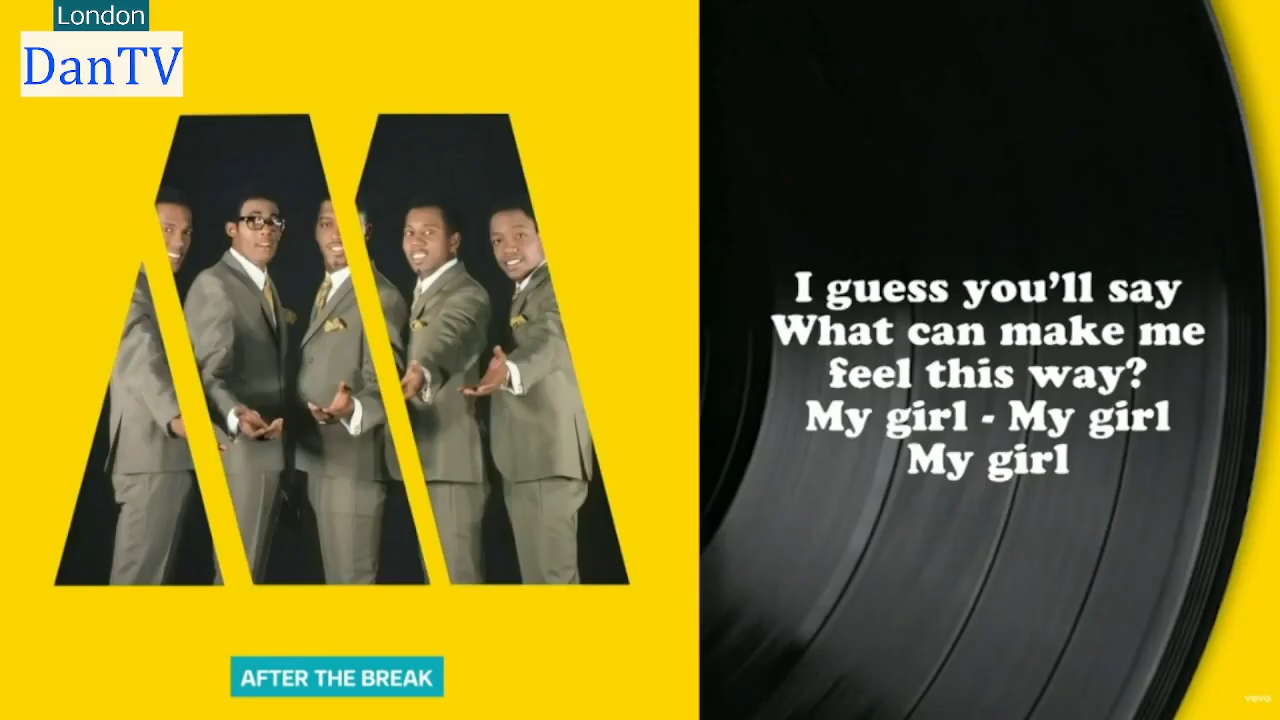 London
DanTV
I guess you'll say
What can make me
feel this way?
My girl - My girl
My girl
AFTER THE BREAK
vevo